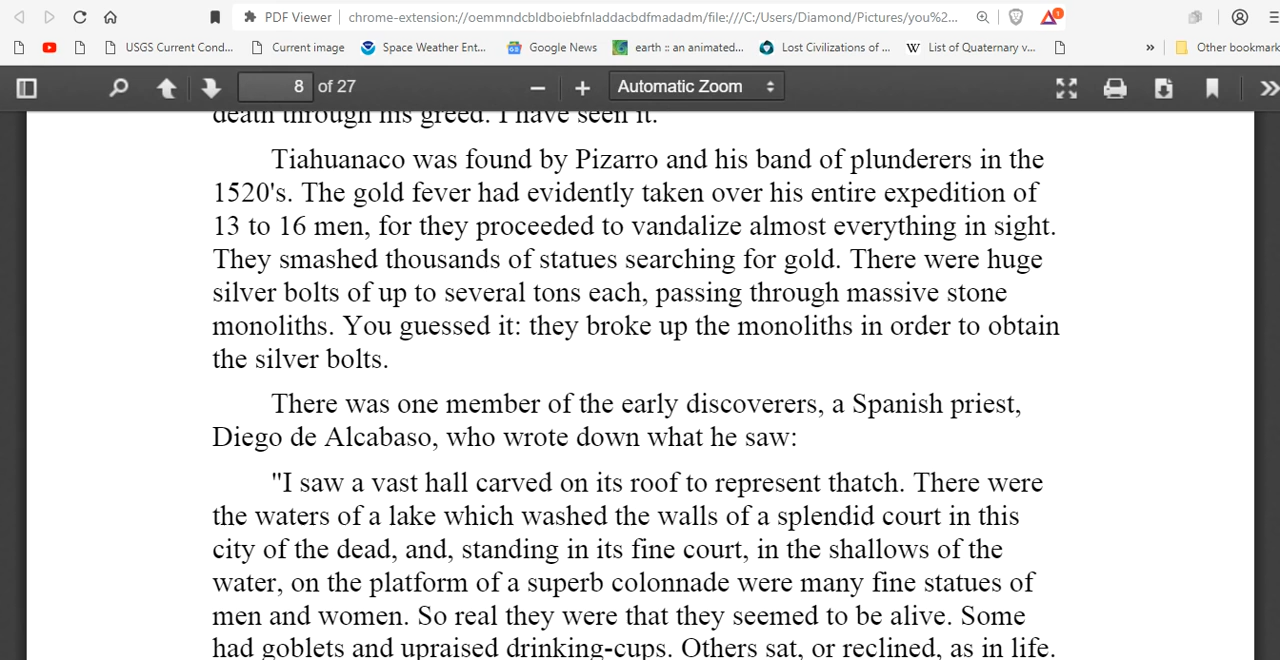 PDF Viewer
chrome-extension://oemmndcbldboiebfnladdacbdfmadadm/file:///C:/Users/Diamond/Pictures/you%2...
1
USGS Current Cond...
Current image
Space Weather Ent...
Google News
earth :: an animated...
Lost Civilizations of ...
W List of Quaternary v...
»
Other bookmark
8 of 27
Automatic Zoom
death through his greed. I have seen it.
Tiahuanaco was found by Pizarro and his band of plunderers in the
1520's. The gold fever had evidently taken over his entire expedition of
13 to 16 men, for they proceeded to vandalize almost everything in sight.
They smashed thousands of statues searching for gold. There were huge
silver bolts of up to several tons each, passing through massive stone
monoliths. You guessed it: they broke up the monoliths in order to obtain
the silver bolts.
There was one member of the early discoverers, a Spanish priest,
Diego de Alcabaso, who wrote down what he saw:
"I saw a vast hall carved on its roof to represent thatch. There were
the waters of a lake which washed the walls of a splendid court in this
city of the dead, and, standing in its fine court, in the shallows of the
water, on the platform of a superb colonnade were many fine statues of
men and women. So real they were that they seemed to be alive. Some
had goblets and upraised drinking-cups. Others sat, or reclined, as in life.